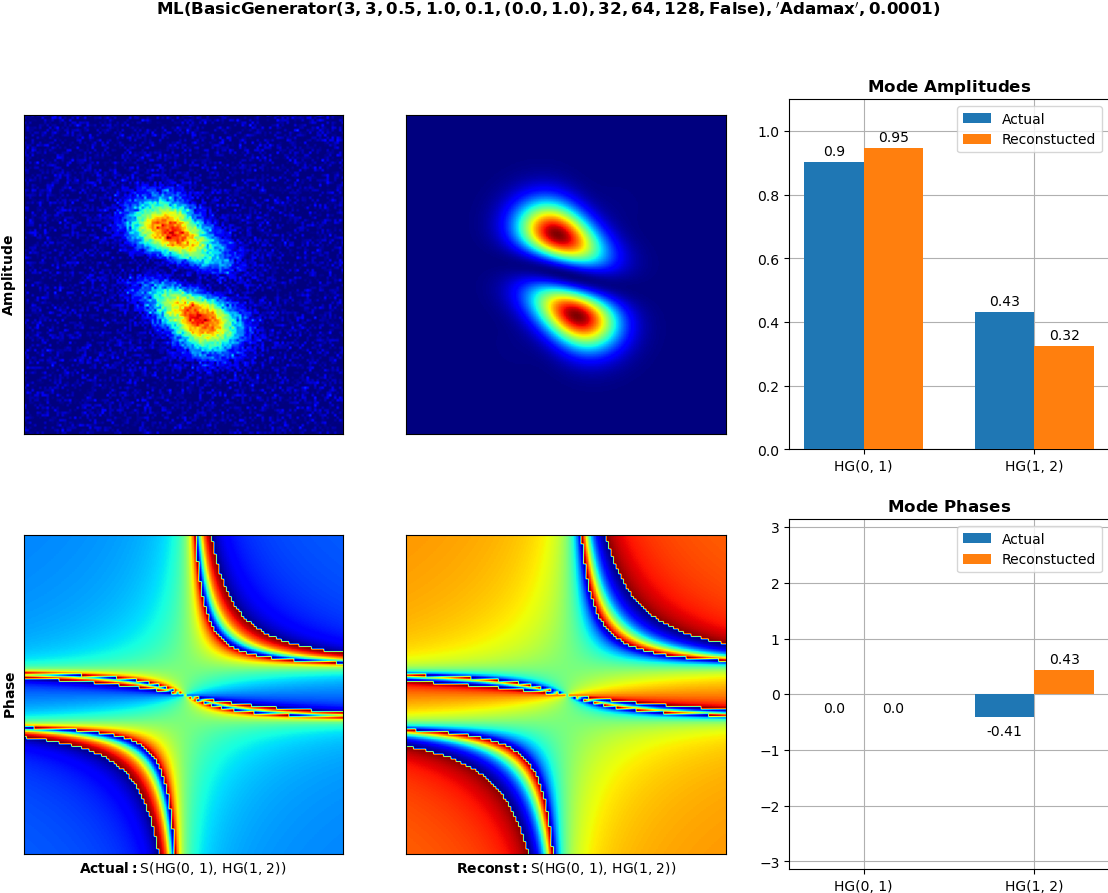 ML(BasicGenerator(3, 3, 0.5, 1.0, 0.1, (0.0, 1.0), 32, 64, 128, False), ′Adamax′, 0.0001)
Amplitude
Mode Amplitudes
Actual
Reconstucted
1.0
0.8
0.6
0.4
0.2
0.0
0.9
0.95
0.43
0.32
HG(0, 1)
HG(1, 2)
Phase
Actual: S(HG(0, 1), HG(1, 2))
Reconst: S(HG(0, 1), HG(1, 2))
Mode Phases
Actual
Reconstucted
3
2
1
0
−1
−2
−3
0.0
0.0
-0.41
0.43
HG(0, 1)
HG(1, 2)